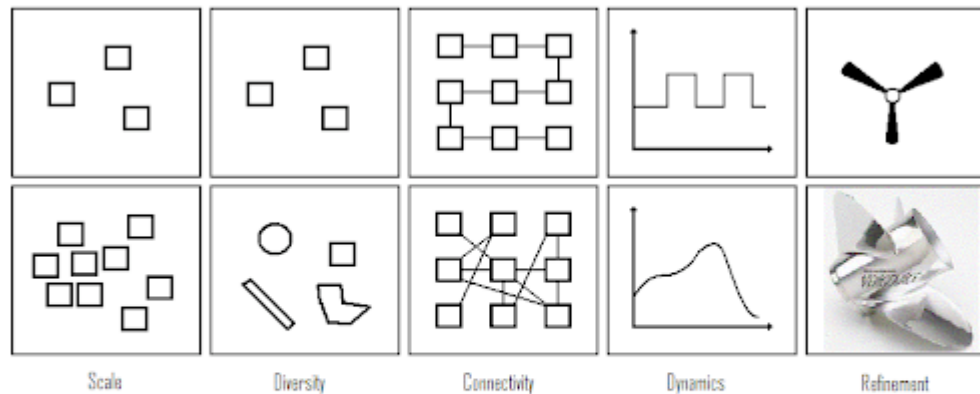 Scale
Diversity
Connectivity
Dynamics
Refinement